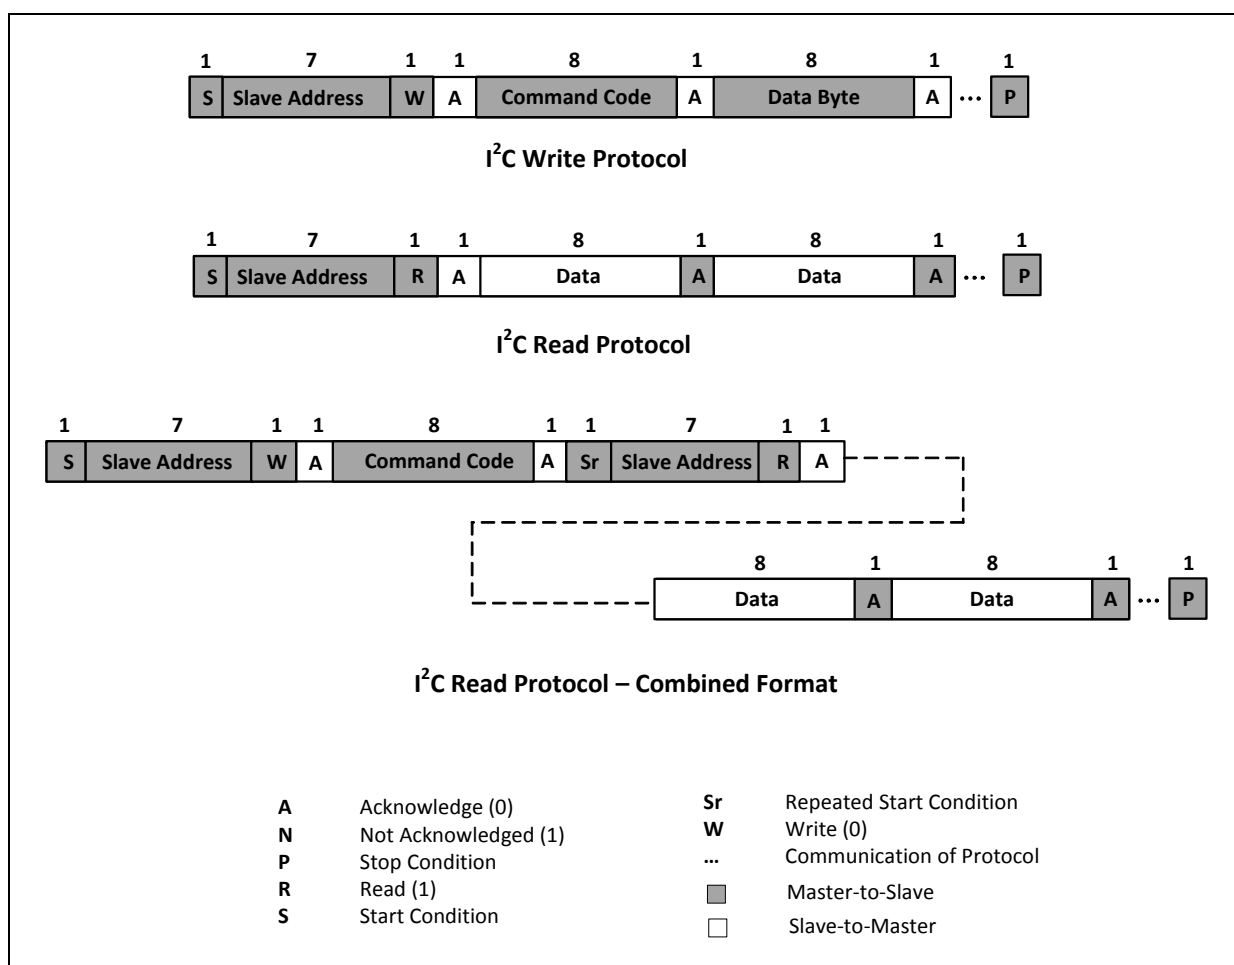 1 7 1 1 8 1 8 1 1
S Slave Address W A Command Code A Data Byte A ... P
I²C Write Protocol
1 7 1 1 8 1 8 1 1
S Slave Address R A Data A Data A ... P
I²C Read Protocol
1 7 1 1 8 1 1 7 1 1
S Slave Address W A Command Code A Sr Slave Address R A
8 1 8 1 1
Data A Data A ... P
I²C Read Protocol – Combined Format
A Acknowledge (0)
N Not Acknowledged (1)
P Stop Condition
R Read (1)
S Start Condition
Sr Repeated Start Condition
W Write (0)
... Communication of Protocol
Master-to-Slave
Slave-to-Master